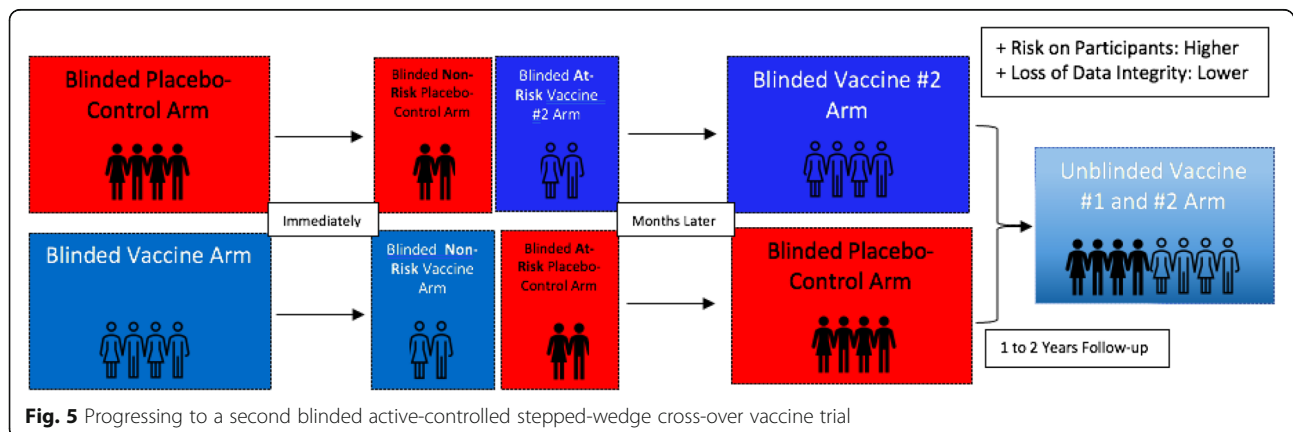 Blinded Placebo-
Control Arm
Blinded Non-
Risk Placebo-
Control Arm
Blinded At-
Risk Vaccine
#2 Arm
Blinded Vaccine #2
Arm
+ Risk on Participants: Higher
+ Loss of Data Integrity: Lower
Immediately
Months Later
Unblinded Vaccine
#1 and #2 Arm
Blinded Vaccine Arm
Blinded Non-
Risk Vaccine
Arm
Blinded At-
Risk Placebo-
Control Arm
Blinded Placebo-
Control Arm
1 to 2 Years Follow-up
Fig. 5 Progressing to a second blinded active-controlled stepped-wedge cross-over vaccine trial